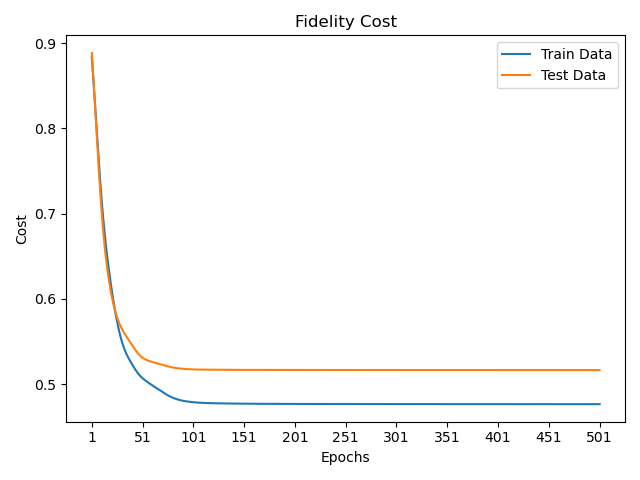 Fidelity Cost
Train Data
Test Data
Cost
0.9
0.8
0.7
0.6
0.5
1 51 101 151 201 251 301 351 401 451 501
Epochs